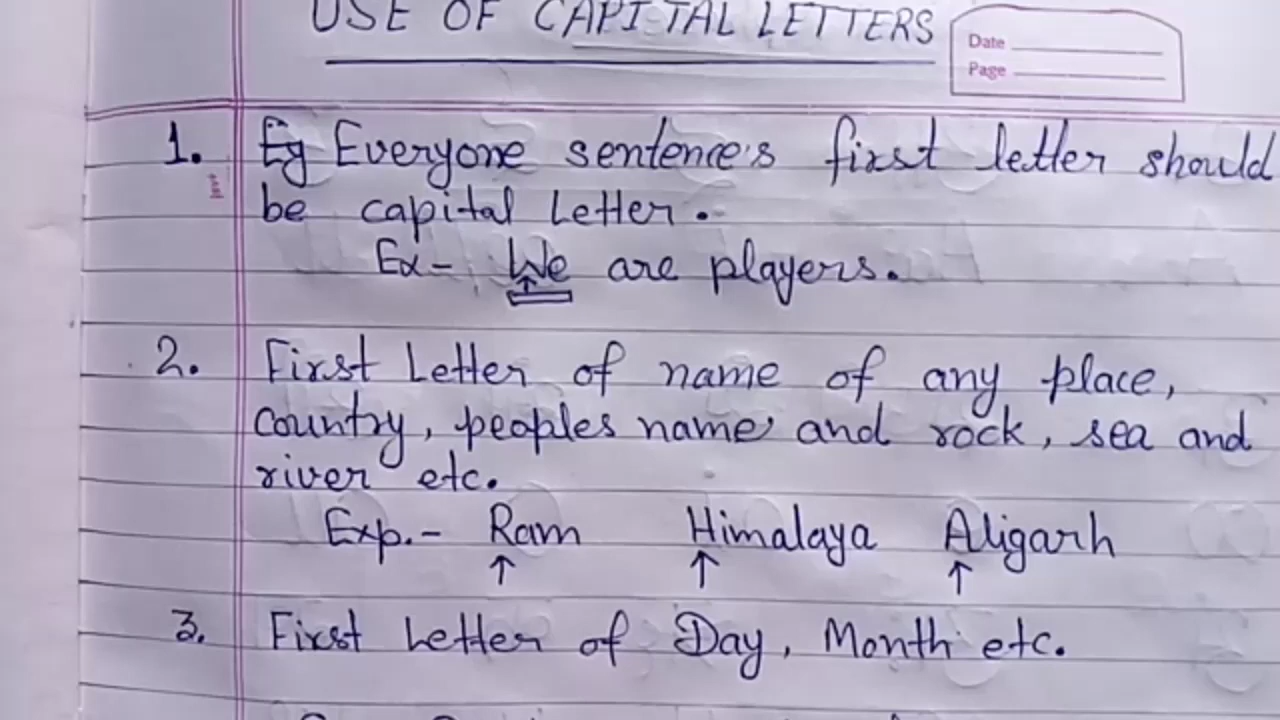 USE OF CAPITAL LETTERS
Date
Page
1. Eg Everyone sentence's first letter should
be capital Letter.
Ex- We are players.
2. First Letter of name of any place,
country, peoples name and rock, sea and
river etc.
Exp.- Ram Himalaya Aligarh
3. First Letter of Day, Month etc.